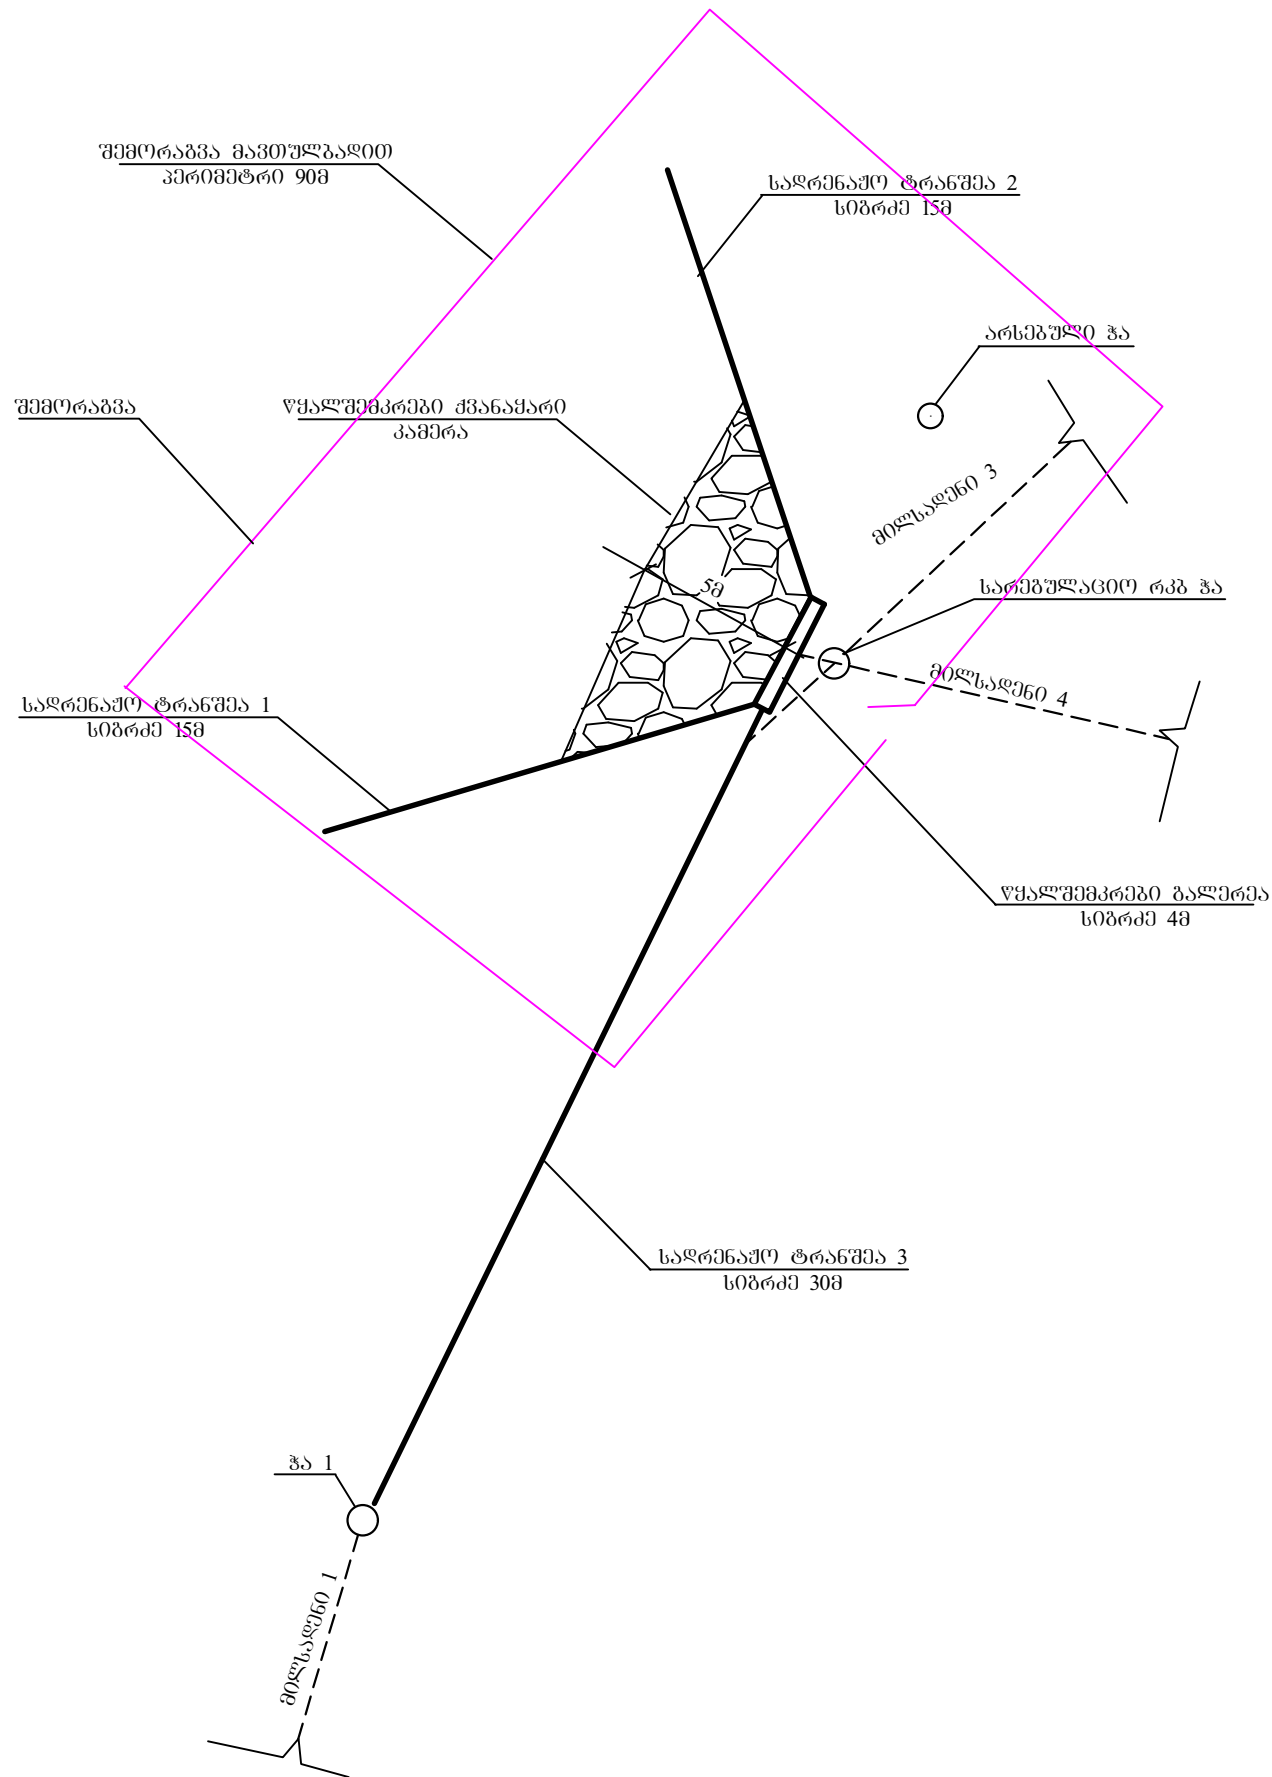 შემორაგვა მავთულბადით
პერიმეტრი 90მ
სადრენაჟო ტრანშეა 2
სიგრძე 15მ
არსებული ჭა
შემორაგვა
წყალშემკრები ქვანაყარი
კამერა
მილსადენი 3
5მ
სარეგულაციო რკბ ჭა
მილსადენი 4
სადრენაჟო ტრანშეა 1
სიგრძე 15მ
წყალშემკრები გალერეა
სიგრძე 4მ
სადრენაჟო ტრანშეა 3
სიგრძე 30მ
ჭა 1
მილსადენი 1